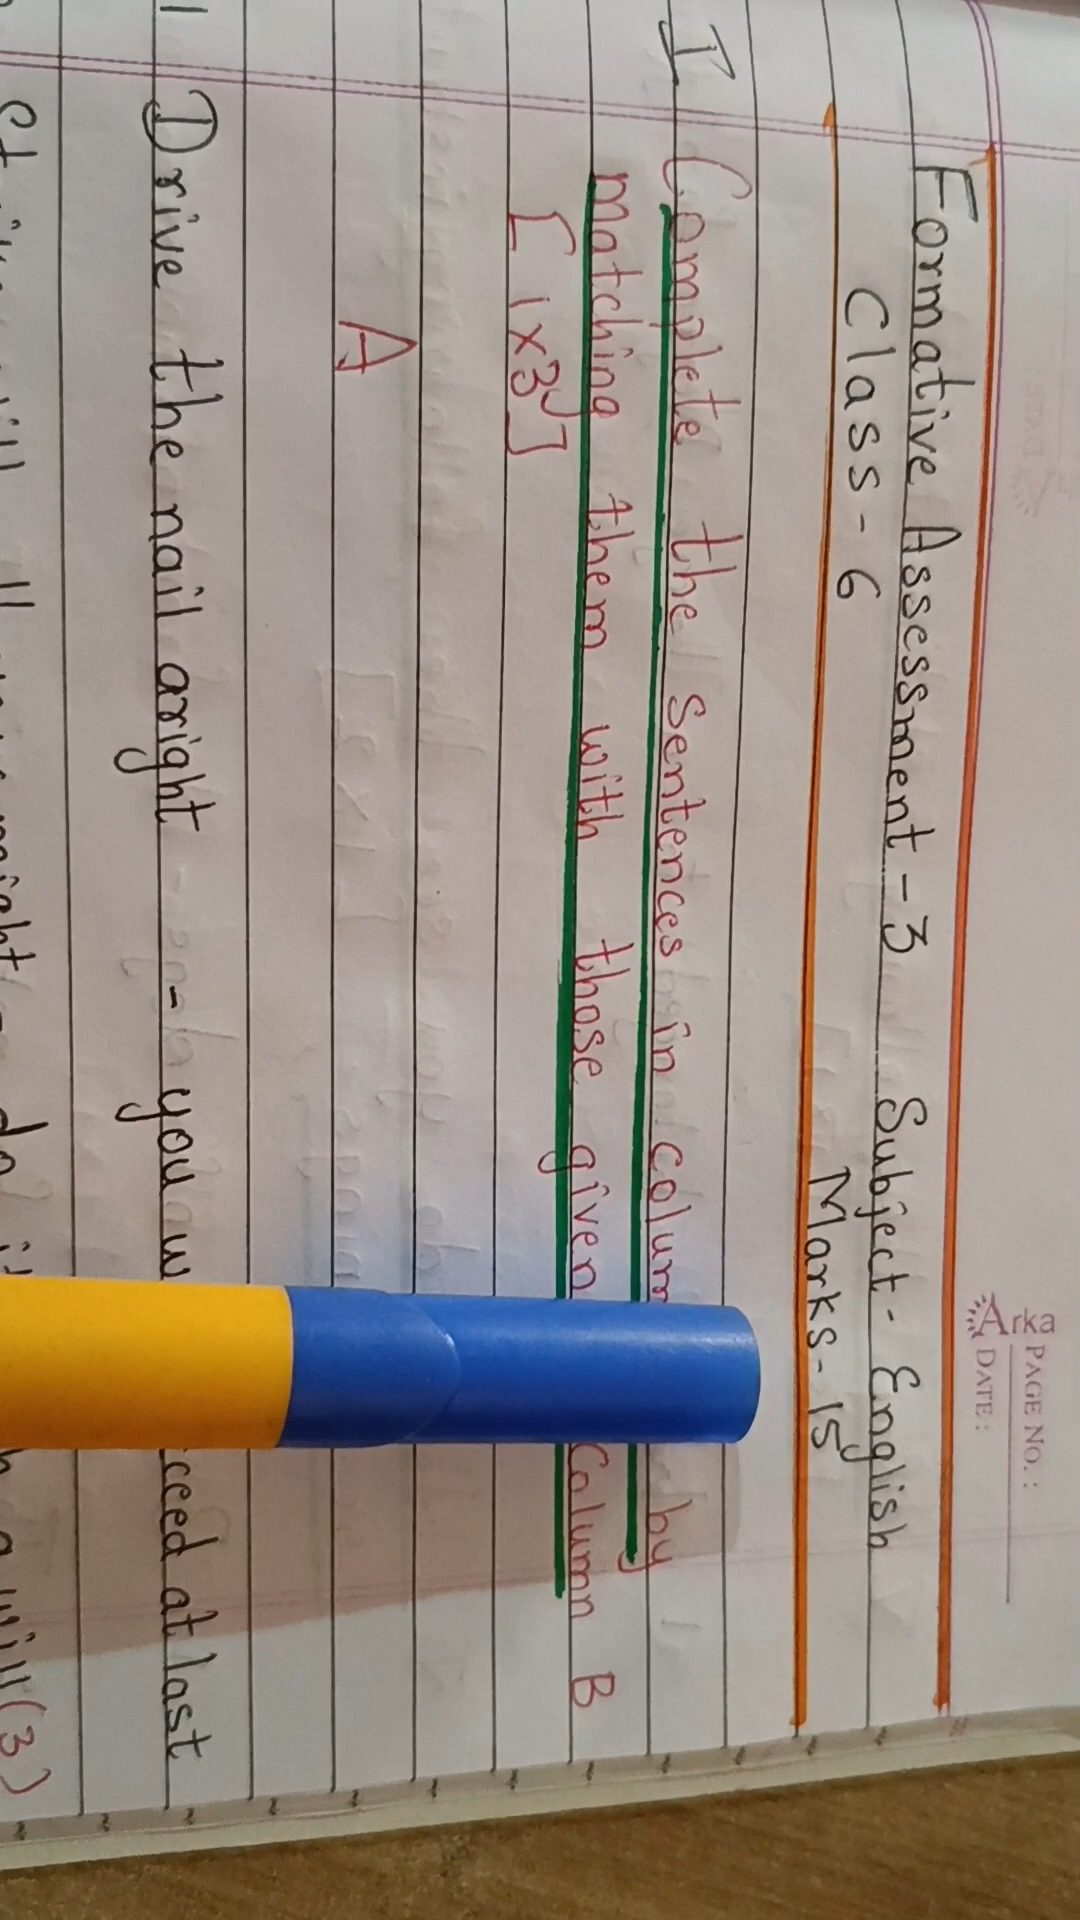 Arka PAGE NO.:
DATE:
Formative Assessment - 3 Subject - English
Class - 6 Marks - 15
I Complete the sentences in colum by
matching them with those given Column B
[1x3]
A
1 Drive the nail aright - you ceed at last